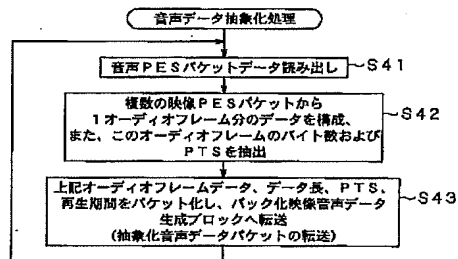 音声データ抽象化処理
音声PESパケットデータ読み出し
S41
複数の映像PESパケットから
1オーディオフレーム分のデータを構成、
また、このオーディオフレームのバイト数および
PTSを抽出
S42
上記オーディオフレームデータ、データ長、PTS、
再生期間をパケット化し、パック化映像音声データ
生成ブロックへ転送
(抽象化音声データパケットの転送)
S43